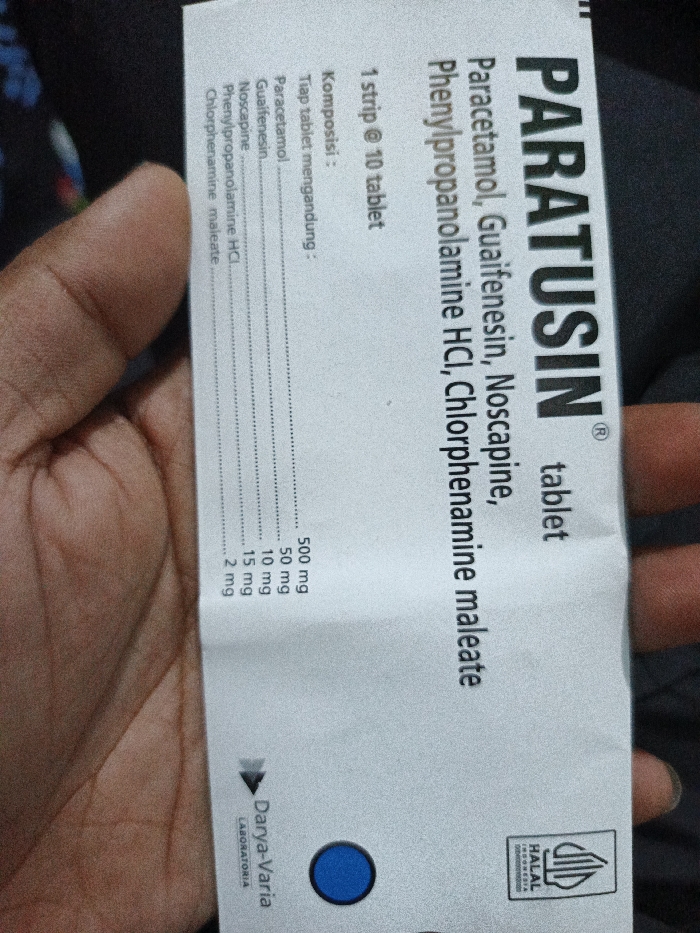 PARATUSIN® tablet
Paracetamol, Guaifenesin, Noscapine,
Phenylpropanolamine HCl, Chlorphenamine maleate
1 strip @ 10 tablet
Komposisi :
Tiap tablet mengandung :
Paracetamol ........................ 500 mg
Guaifenesin ........................ 50 mg
Noscapine ........................ 10 mg
Phenylpropanolamine HCl ........................ 15 mg
Chlorphenamine maleate ........................ 2 mg
Darya-Varia
LABORATORIA
HALAL
INDONESIA